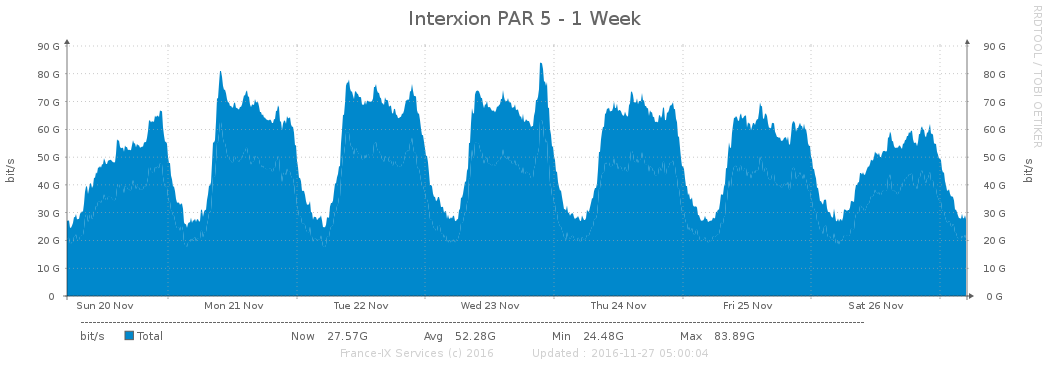 Interxion PAR 5 - 1 Week
RRDTOOL / TOBI OETIKER
90 G 90 G
80 G 80 G
70 G 70 G
60 G 60 G
50 G 50 G
40 G 40 G
30 G 30 G
20 G 20 G
10 G 10 G
0 0 G
bit/s bit/s
Sun 20 Nov Mon 21 Nov Tue 22 Nov Wed 23 Nov Thu 24 Nov Fri 25 Nov Sat 26 Nov
bit/s Total Now 27.57G Avg 52.28G Min 24.48G Max 83.89G
France-IX Services (c) 2016 Updated : 2016-11-27 05:00:04